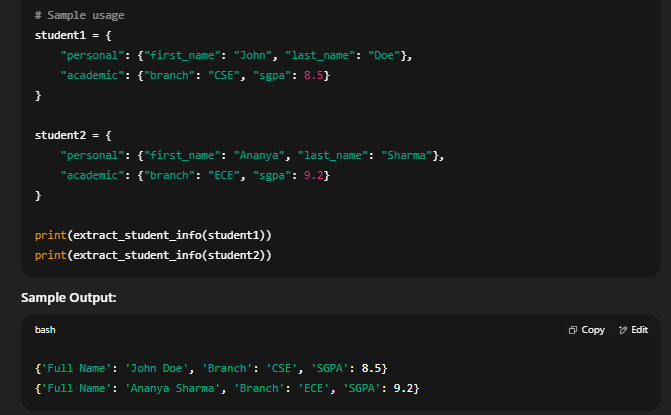 # Sample usage
student1 = {
    "personal": {"first_name": "John", "last_name": "Doe"},
    "academic": {"branch": "CSE", "sgpa": 8.5}
}

student2 = {
    "personal": {"first_name": "Ananya", "last_name": "Sharma"},
    "academic": {"branch": "ECE", "sgpa": 9.2}
}

print(extract_student_info(student1))
print(extract_student_info(student2))
Sample Output:
bash Copy Edit
{'Full Name': 'John Doe', 'Branch': 'CSE', 'SGPA': 8.5}
{'Full Name': 'Ananya Sharma', 'Branch': 'ECE', 'SGPA': 9.2}